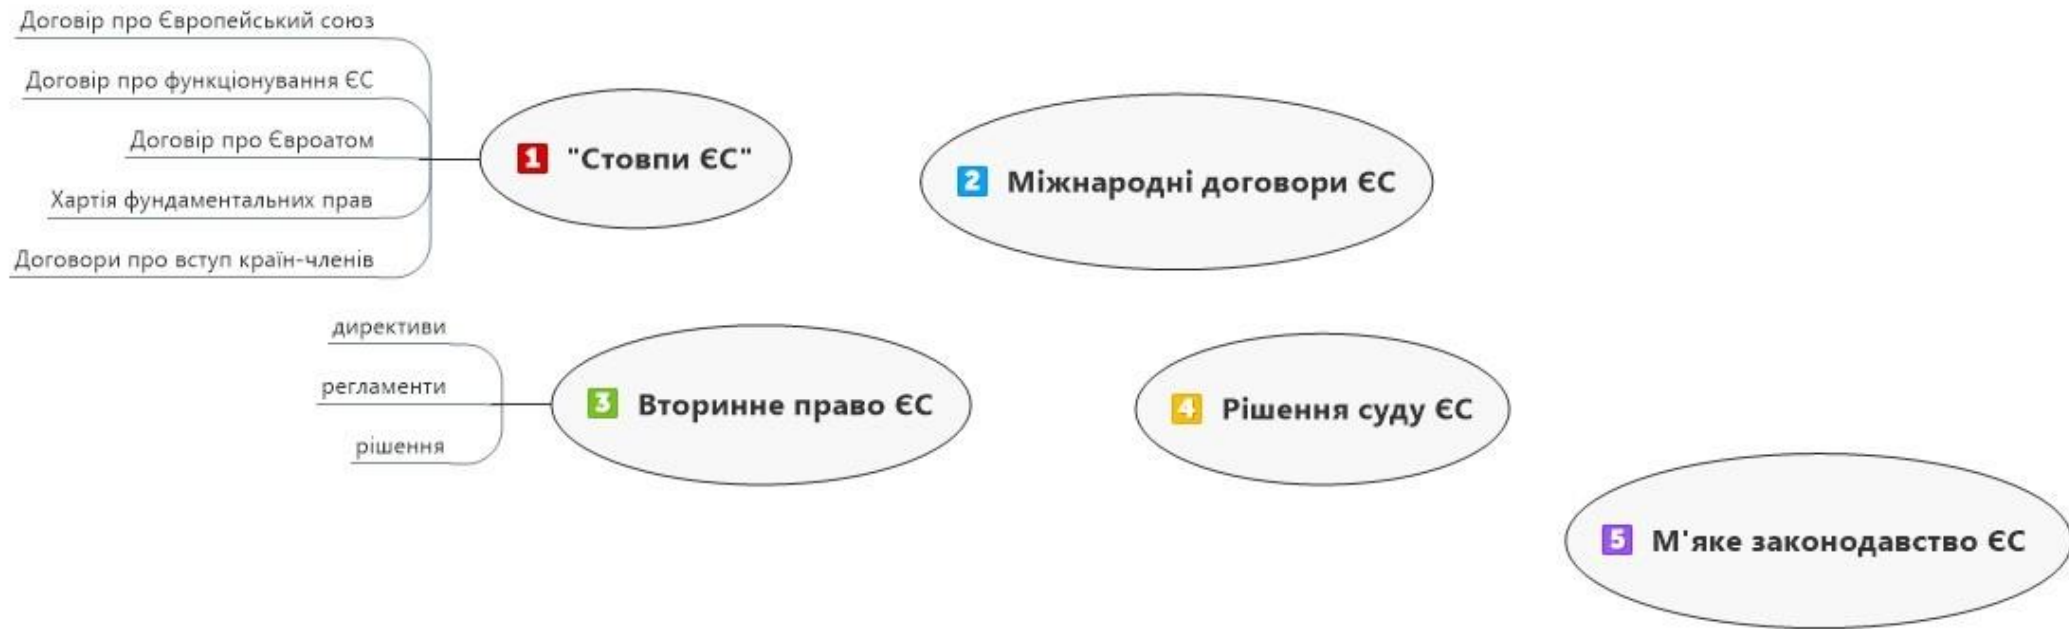 Договір про Європейський союз
Договір про функціонування ЄС
Договір про Євроатом
Хартія фундаментальних прав
Договори про вступ країн-членів
1 "Стовпи ЄС"
2 Міжнародні договори ЄС
директиви
регламенти
рішення
3 Вторинне право ЄС
4 Рішення суду ЄС
5 М'яке законодавство ЄС